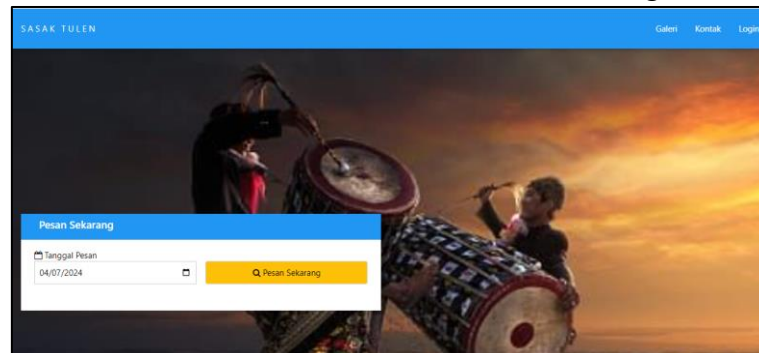 SASAK TULEN
Galeri Kontak Login
Pesan Sekarang
Tanggal Pesan
04/07/2024
Pesan Sekarang